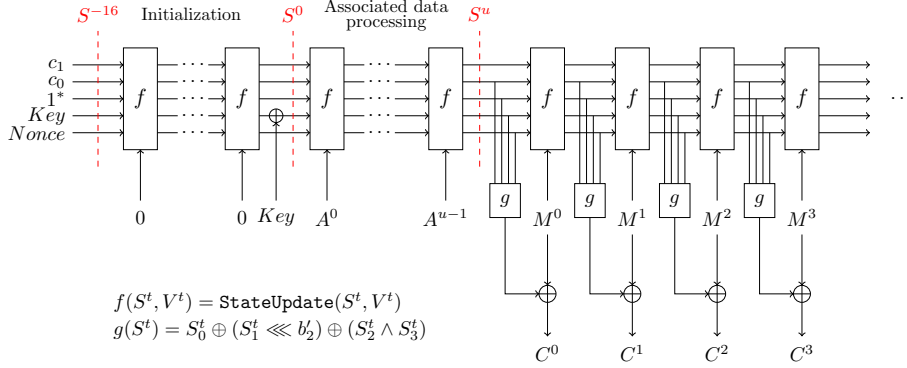 S^{-16} Initialization S^0 Associated data processing S^u
c_1
c_0
1^*
Key
Nonce
f ··· f f ··· f f f f f ···
··· ···
··· ···
··· ···
··· ···
g g g g
0 0 Key A^0 A^{u-1} M^0 M^1 M^2 M^3
f(S^t, V^t) = StateUpdate(S^t, V^t)
g(S^t) = S_0^t ⊕ (S_1^t ⋘ b'_2) ⊕ (S_2^t ∧ S_3^t)
C^0 C^1 C^2 C^3